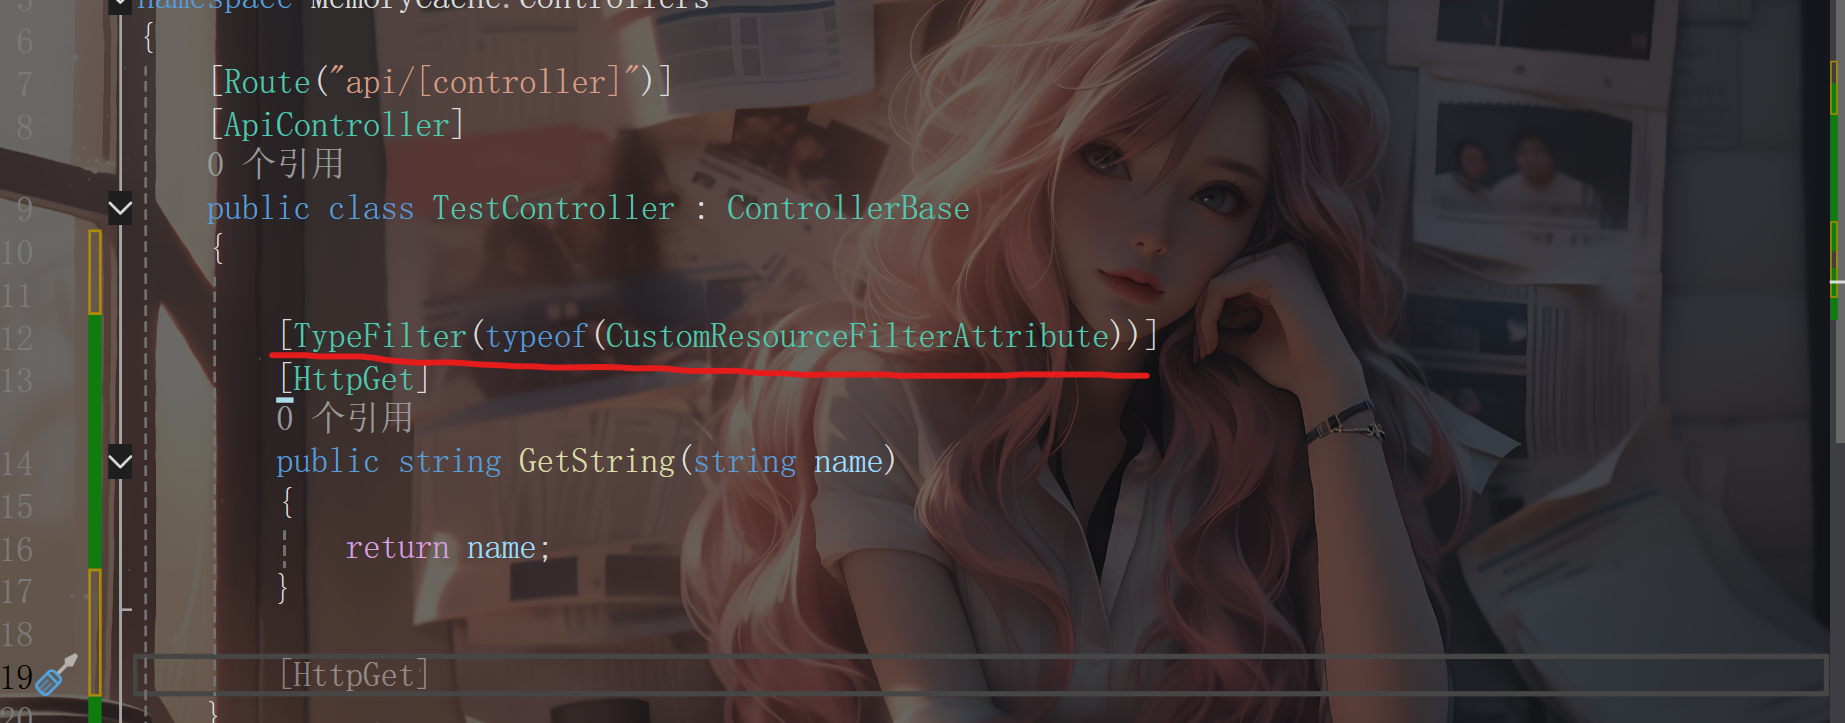 5 namespace MemoryCache.Controllers
6 {
7 [Route("api/[controller]")]
8 [ApiController]
0 个引用
9 public class TestController : ControllerBase
10 {
11
12 [TypeFilter(typeof(CustomResourceFilterAttribute))]
13 [HttpGet]
0 个引用
14 public string GetString(string name)
15 {
16 return name;
17 }
18
19 [HttpGet]
20 }